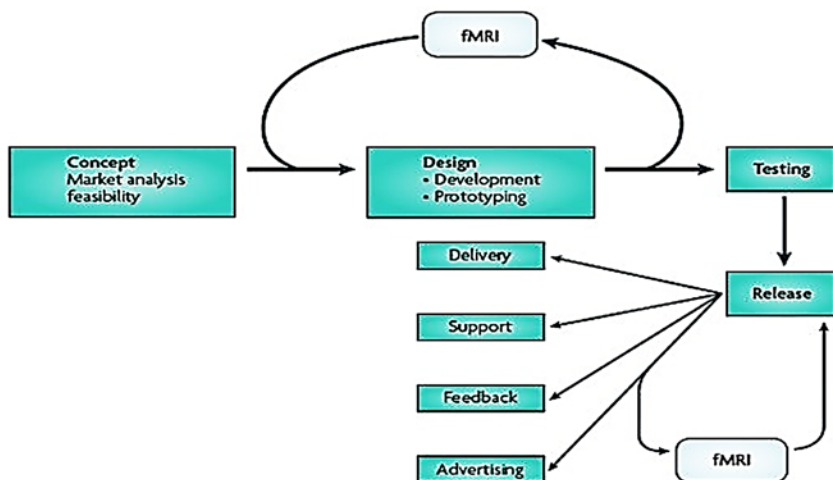 fMRI
Concept
Market analysis
feasibility
Design
• Development
• Prototyping
Testing
Delivery
Release
Support
Feedback
Advertising
fMRI